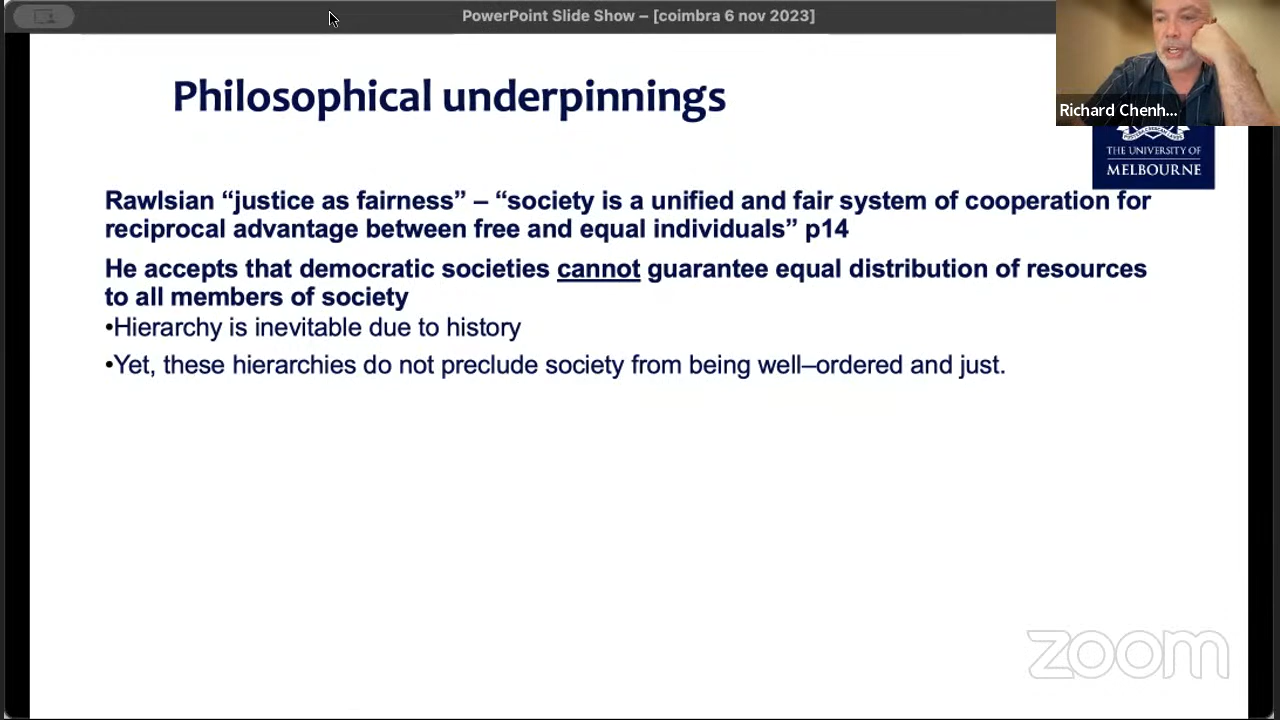 PowerPoint Slide Show – [coimbra 6 nov 2023]
Richard Chenh...
Philosophical underpinnings
THE UNIVERSITY OF
MELBOURNE
Rawlsian “justice as fairness” – “society is a unified and fair system of cooperation for
reciprocal advantage between free and equal individuals” p14
He accepts that democratic societies cannot guarantee equal distribution of resources
to all members of society
•Hierarchy is inevitable due to history
•Yet, these hierarchies do not preclude society from being well–ordered and just.
zoom